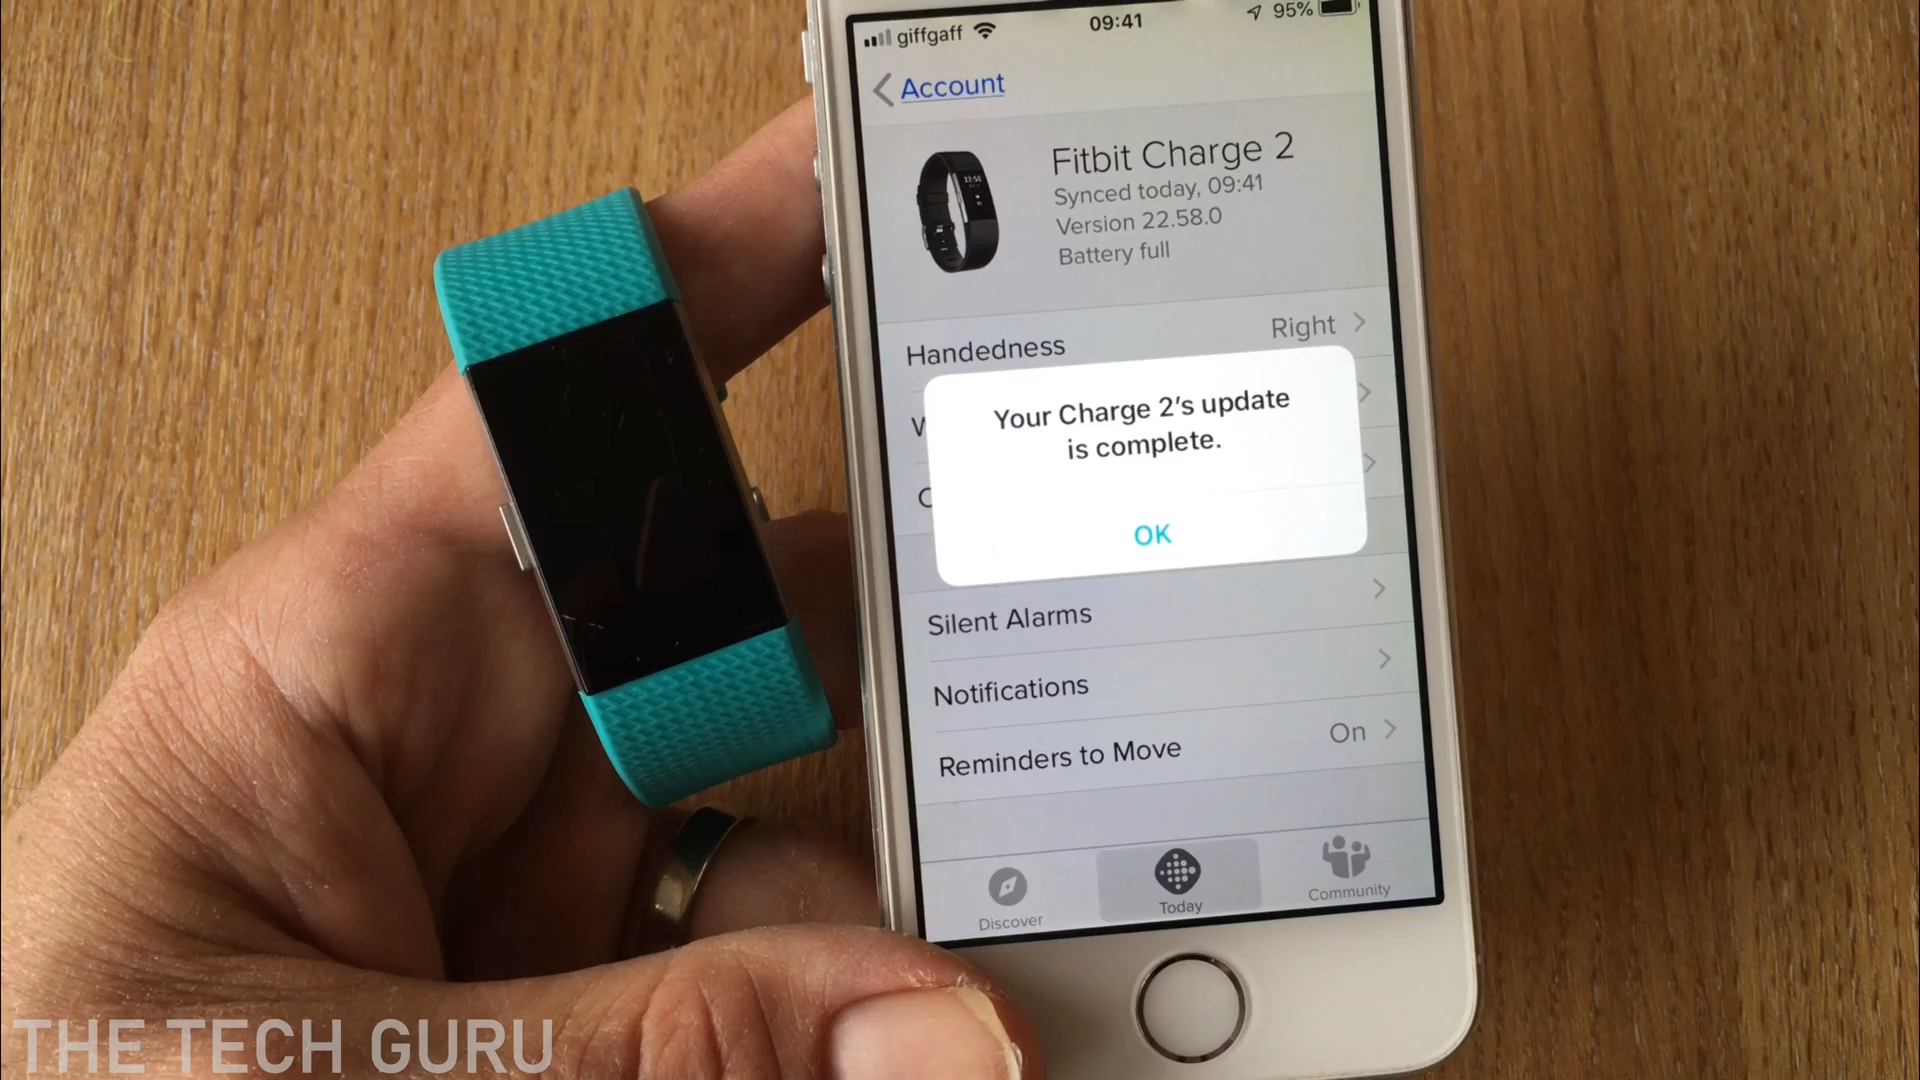 giffgaff
09:41
95%
Account
Fitbit Charge 2
Synced today, 09:41
Version 22.58.0
Battery full
Handedness
Right
Your Charge 2's update
is complete.
OK
Silent Alarms
Notifications
Reminders to Move
On
Discover
Today
Community
THE TECH GURU